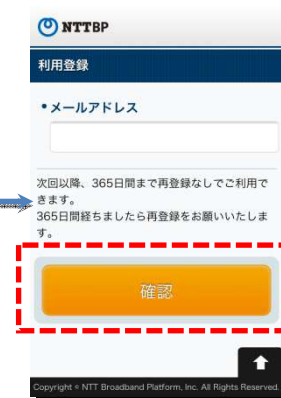 NTTBP
利用登録
•メールアドレス
次回以降、365日間まで再登録なしでご利用で
きます。
365日間経ちましたら再登録をお願いいたしま
す。
確認
Copyright © NTT Broadband Platform, Inc. All Rights Reserved.